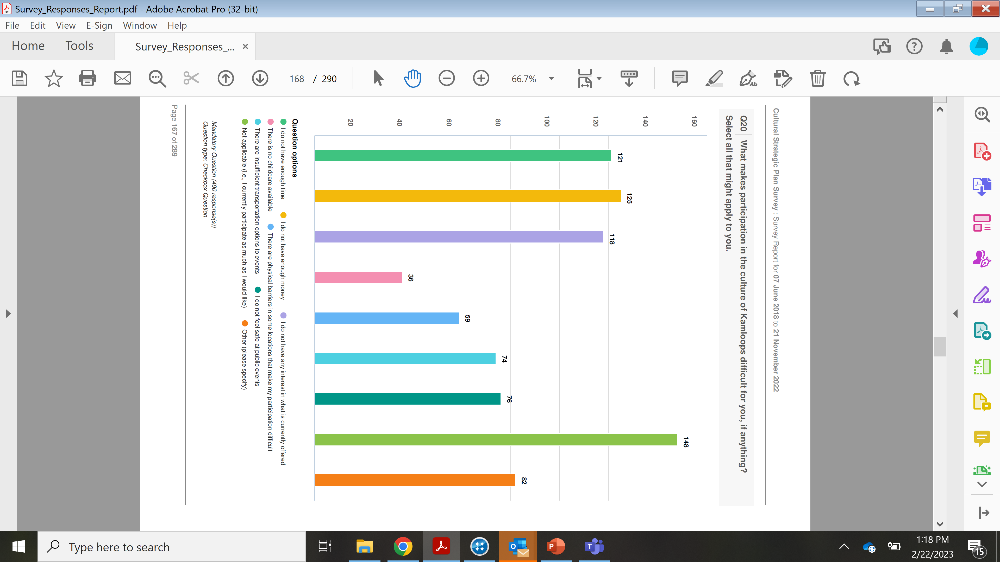 Survey_Responses_Report.pdf - Adobe Acrobat Pro (32-bit)
File Edit View E-Sign Window Help
Home Tools Survey_Responses_...
168 / 290 66.7%
Cultural Strategic Plan Survey : Survey Report for 07 June 2018 to 21 November 2022
Q20 What makes participation in the culture of Kamloops difficult for you, if anything?
Select all that might apply to you.
160
140
120
100
80
60
40
20
121
125
118
36
59
74
76
148
82
Question options
I do not have enough time I do not have enough money I do not have any interest in what is currently offered
There is no childcare available There are physical barriers in some locations that make my participation difficult
There are insufficient transportation options to events I do not feel safe at public events
Not applicable (i.e., I currently participate as much as I would like) Other (please specify)
Mandatory Question (490 response(s))
Question type: Checkbox Question
Page 167 of 289
Type here to search
1:18 PM
2/22/2023
15